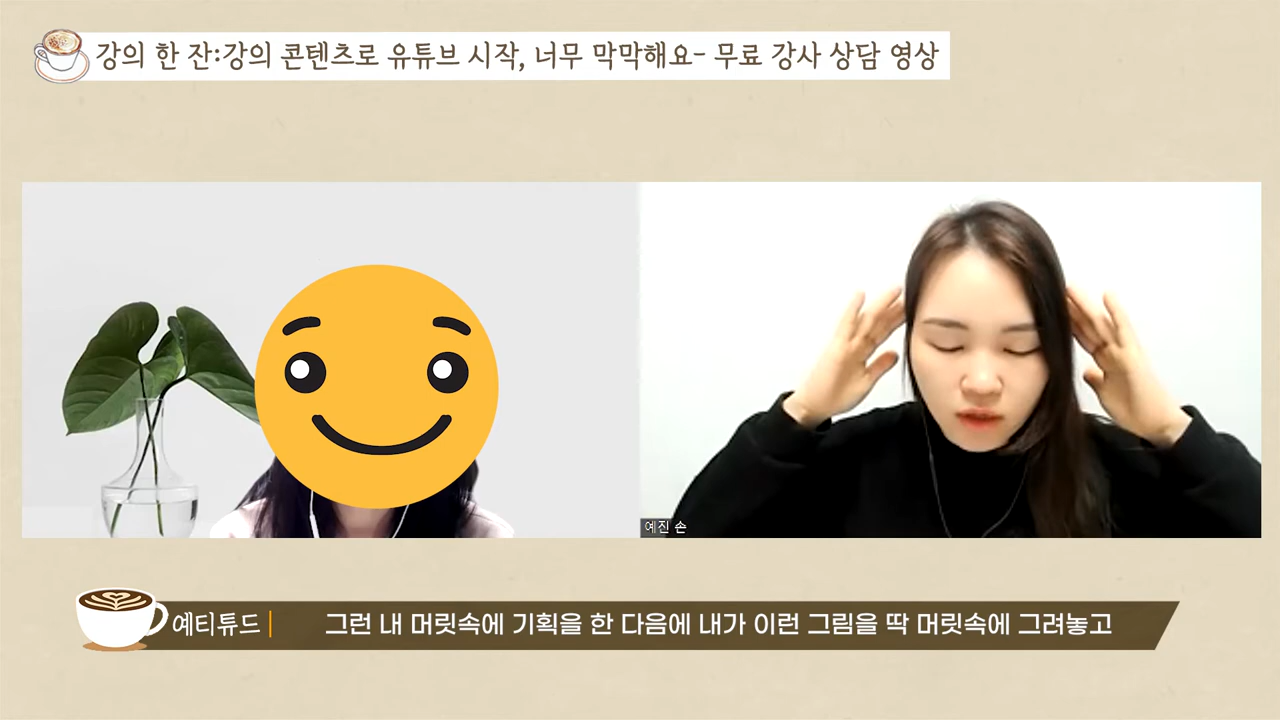 강의 한 잔:강의 콘텐츠로 유튜브 시작, 너무 막막해요- 무료 강사 상담 영상
예진 손
예티튜드
그런 내 머릿속에 기획을 한 다음에 내가 이런 그림을 딱 머릿속에 그려놓고